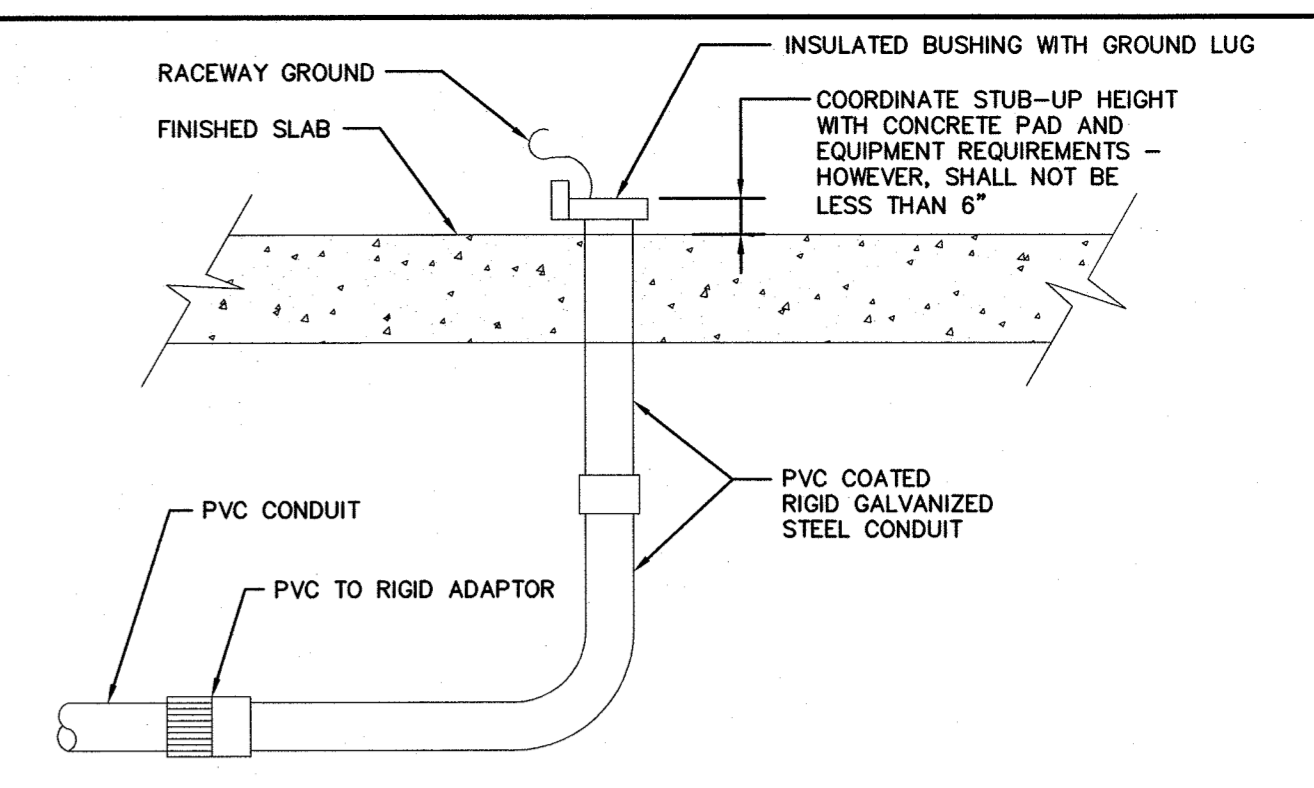 INSULATED BUSHING WITH GROUND LUG
RACEWAY GROUND
FINISHED SLAB
COORDINATE STUB-UP HEIGHT
WITH CONCRETE PAD AND
EQUIPMENT REQUIREMENTS -
HOWEVER, SHALL NOT BE
LESS THAN 6"
PVC COATED
RIGID GALVANIZED
STEEL CONDUIT
PVC CONDUIT
PVC TO RIGID ADAPTOR